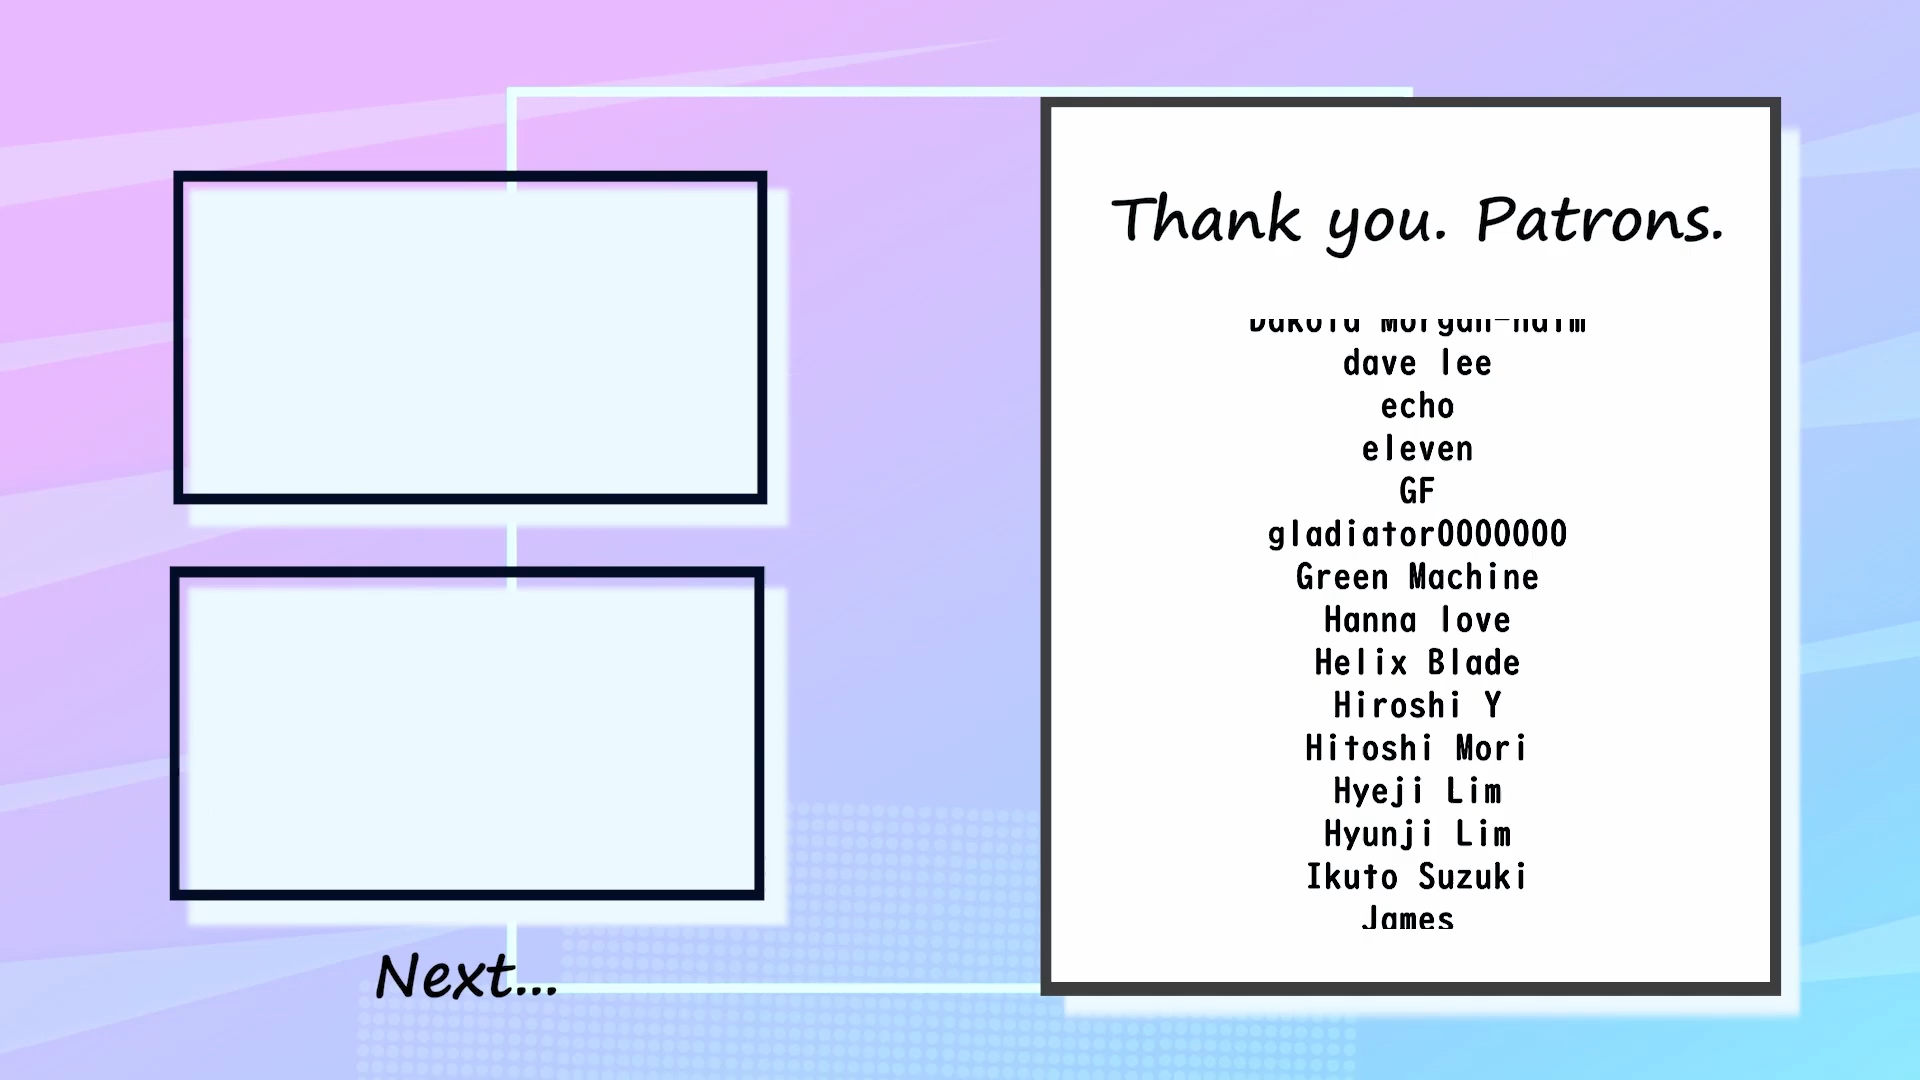 Thank you. Patrons.
dave lee
echo
eleven
GF
gladiator0000000
Green Machine
Hanna love
Helix Blade
Hiroshi Y
Hitoshi Mori
Hyeji Lim
Hyunji Lim
Ikuto Suzuki
James
Next...